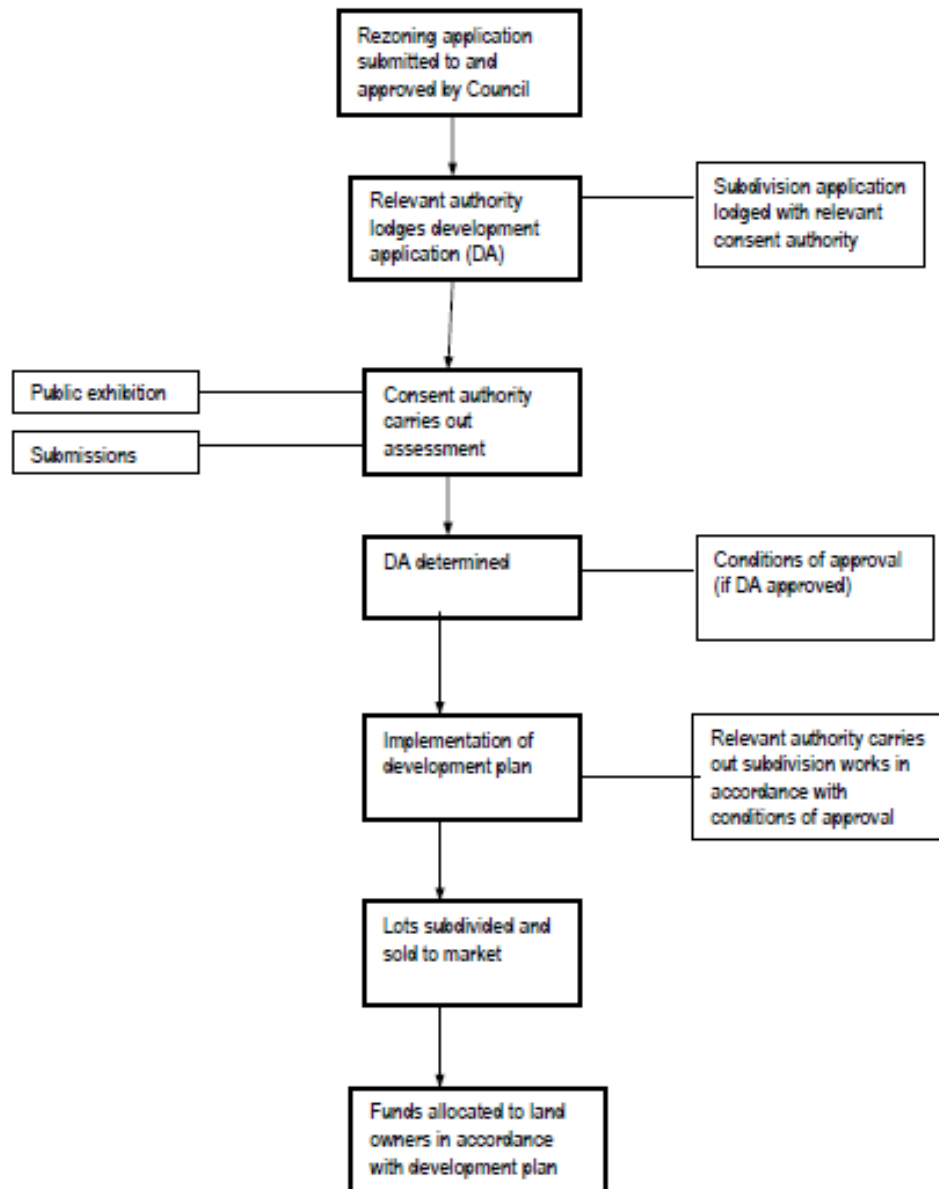 Rezoning application
submitted to and
approved by Council
Relevant authority
lodges development
application (DA)
Subdivision application
lodged with relevant
consent authority
Public exhibition
Submissions
Consent authority
carries out
assessment
DA determined
Conditions of approval
(if DA approved)
Implementation of
development plan
Relevant authority carries
out subdivision works in
accordance with
conditions of approval
Lots subdivided and
sold to market
Funds allocated to land
owners in accordance
with development plan